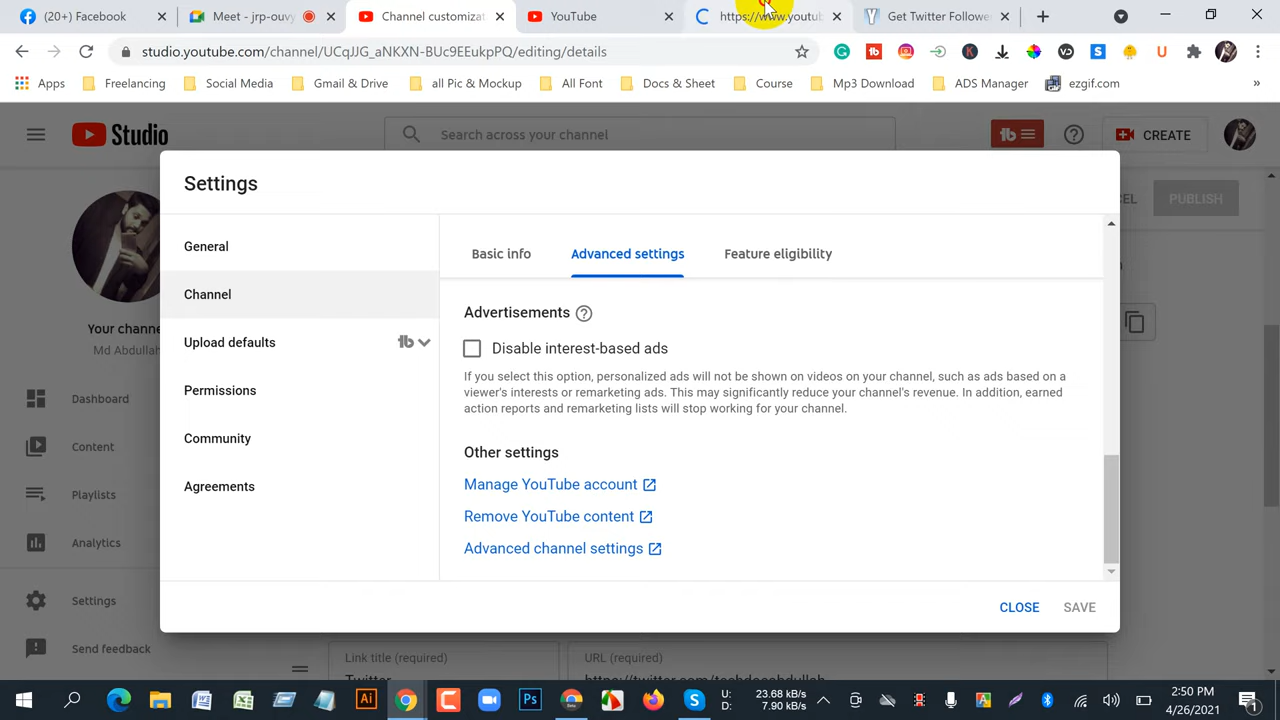 (20+) Facebook
Meet - jrp-ouvy
Channel customizat
YouTube
https://www.youtub
Get Twitter Followe
studio.youtube.com/channel/UCqJJG_aNKXN-BUc9EEukpPQ/editing/details
Apps
Freelancing
Social Media
Gmail & Drive
all Pic & Mockup
All Font
Docs & Sheet
Course
Mp3 Download
ADS Manager
ezgif.com
Studio
Search across your channel
CREATE
Settings
CEL
PUBLISH
General
Basic info
Advanced settings
Feature eligibility
Channel
Advertisements
Your channe
Upload defaults
Disable interest-based ads
Md Abdullah
If you select this option, personalized ads will not be shown on videos on your channel, such as ads based on a
viewer's interests or remarketing ads. This may significantly reduce your channel's revenue. In addition, earned
action reports and remarketing lists will stop working for your channel.
Permissions
Dashboard
Community
Content
Other settings
Manage YouTube account
Agreements
Playlists
Remove YouTube content
Analytics
Advanced channel settings
Settings
CLOSE
SAVE
Send feedback
Link title (required)
URL (required)
Twitter
U: 23.68 kB/s
D: 7.90 kB/s
2:50 PM
4/26/2021